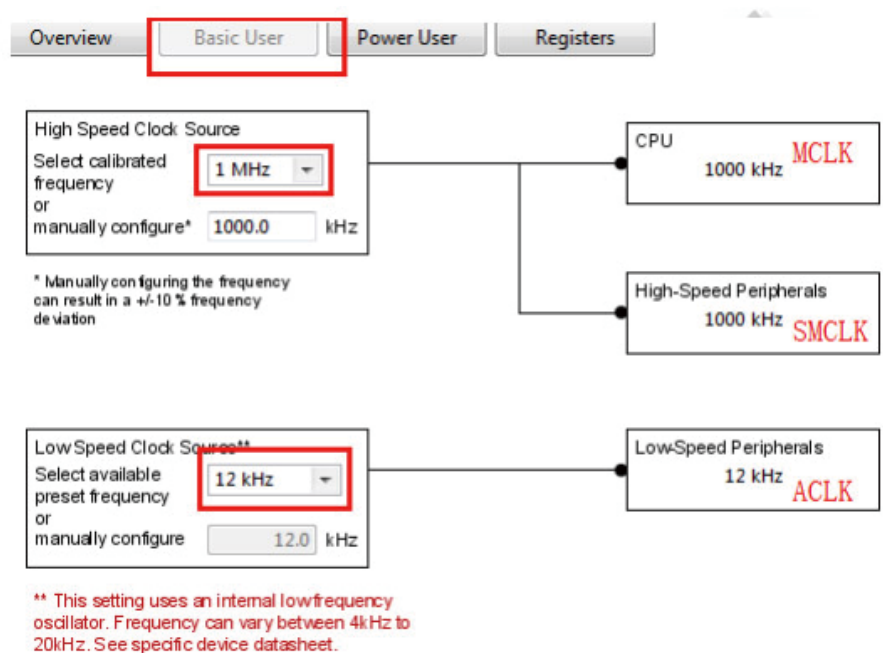 Overview Basic User Power User Registers
High Speed Clock Source
Select calibrated
frequency
or
manually configure*
1 MHz
1000.0 kHz
* Manually configuring the frequency
can result in a +/-10 % frequency
deviation
CPU
1000 kHz MCLK
High-Speed Peripherals
1000 kHz SMCLK
Low Speed Clock Source**
Select available
preset frequency
or
manually configure
12 kHz
12.0 kHz
Low-Speed Peripherals
12 kHz ACLK
** This setting uses an internal low frequency
oscillator. Frequency can vary between 4kHz to
20kHz. See specific device datasheet.